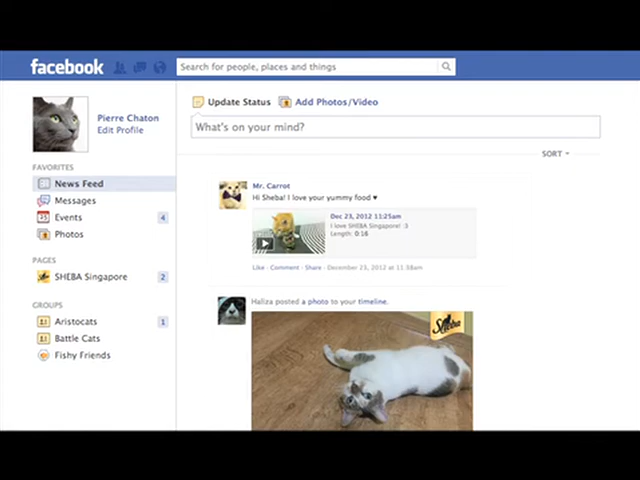 facebook
Search for people, places and things
Pierre Chaton
Edit Profile
Update Status
Add Photos/Video
What's on your mind?
SORT
FAVORITES
News Feed
Messages
Events 4
Photos
PAGES
SHEBA Singapore 2
GROUPS
Aristocats 1
Battle Cats
Fishy Friends
Mr. Carrot
Hi Sheba! I love your yummy food ♥
Dec 23, 2012 11:25am
I love SHEBA Singapore! :3
Length: 0:16
Like · Comment · Share · December 23, 2012 at 11:38am
Haliza posted a photo to your timeline.
Sheba